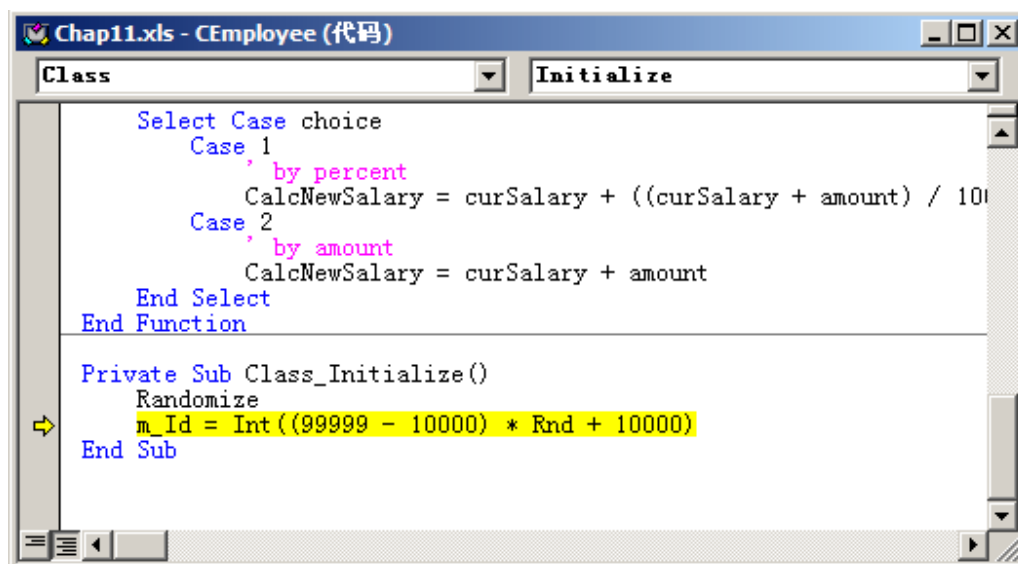 Chap11.xls - CEmployee (代码)
Class Initialize
Select Case choice
Case 1
' by percent
CalcNewSalary = curSalary + ((curSalary + amount) / 10
Case 2
' by amount
CalcNewSalary = curSalary + amount
End Select
End Function
Private Sub Class_Initialize()
Randomize
m_Id = Int((99999 - 10000) * Rnd + 10000)
End Sub